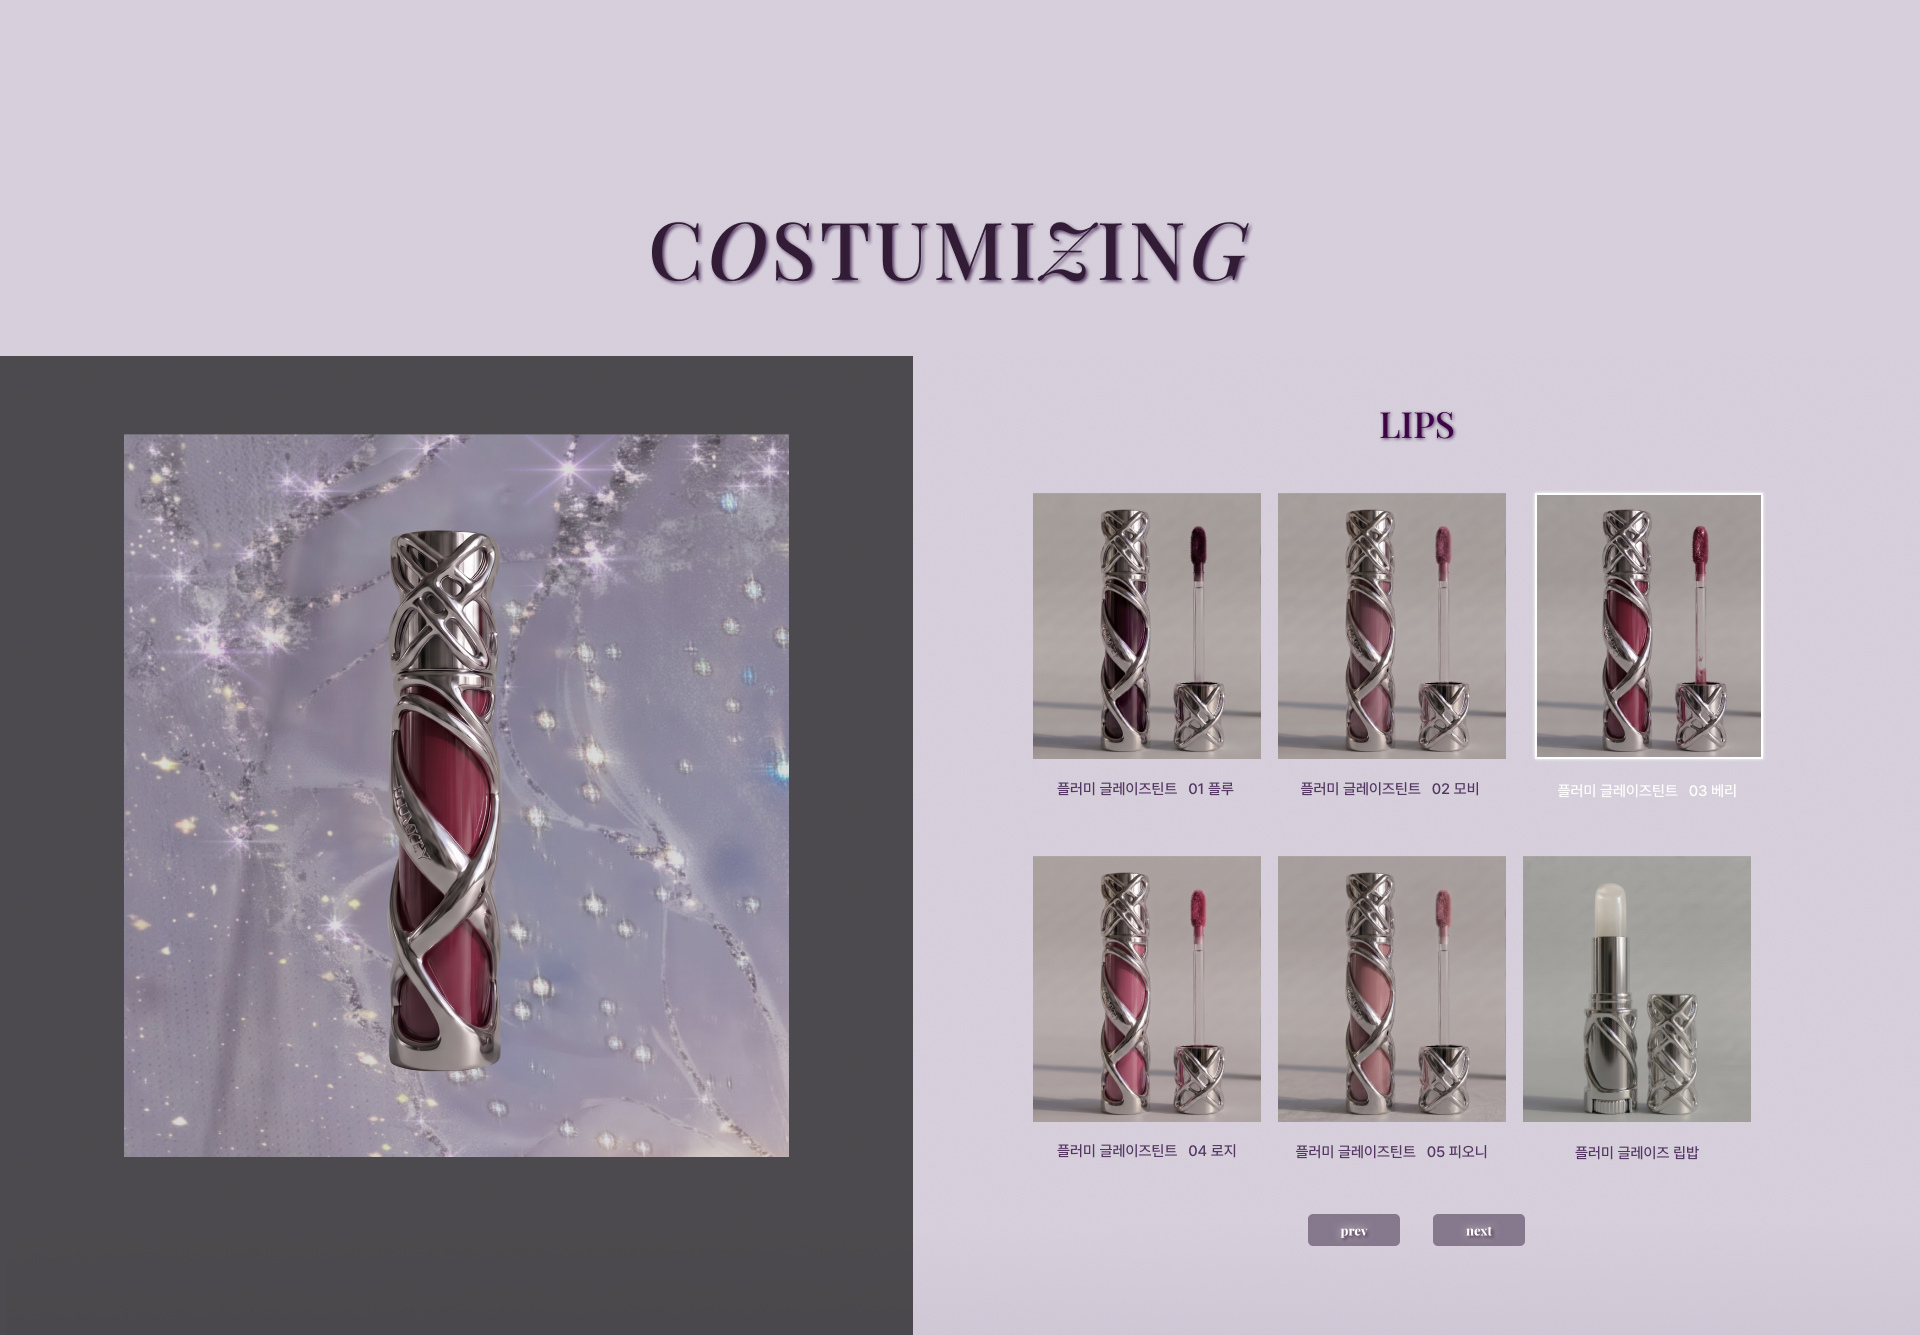 COSTUMIZING
LIPS
플러미 글레이즈틴트 01 플루
플러미 글레이즈틴트 02 모비
플러미 글레이즈틴트 03 베리
플러미 글레이즈틴트 04 로지
플러미 글레이즈틴트 05 피오니
플러미 글레이즈 립밤
prev
next